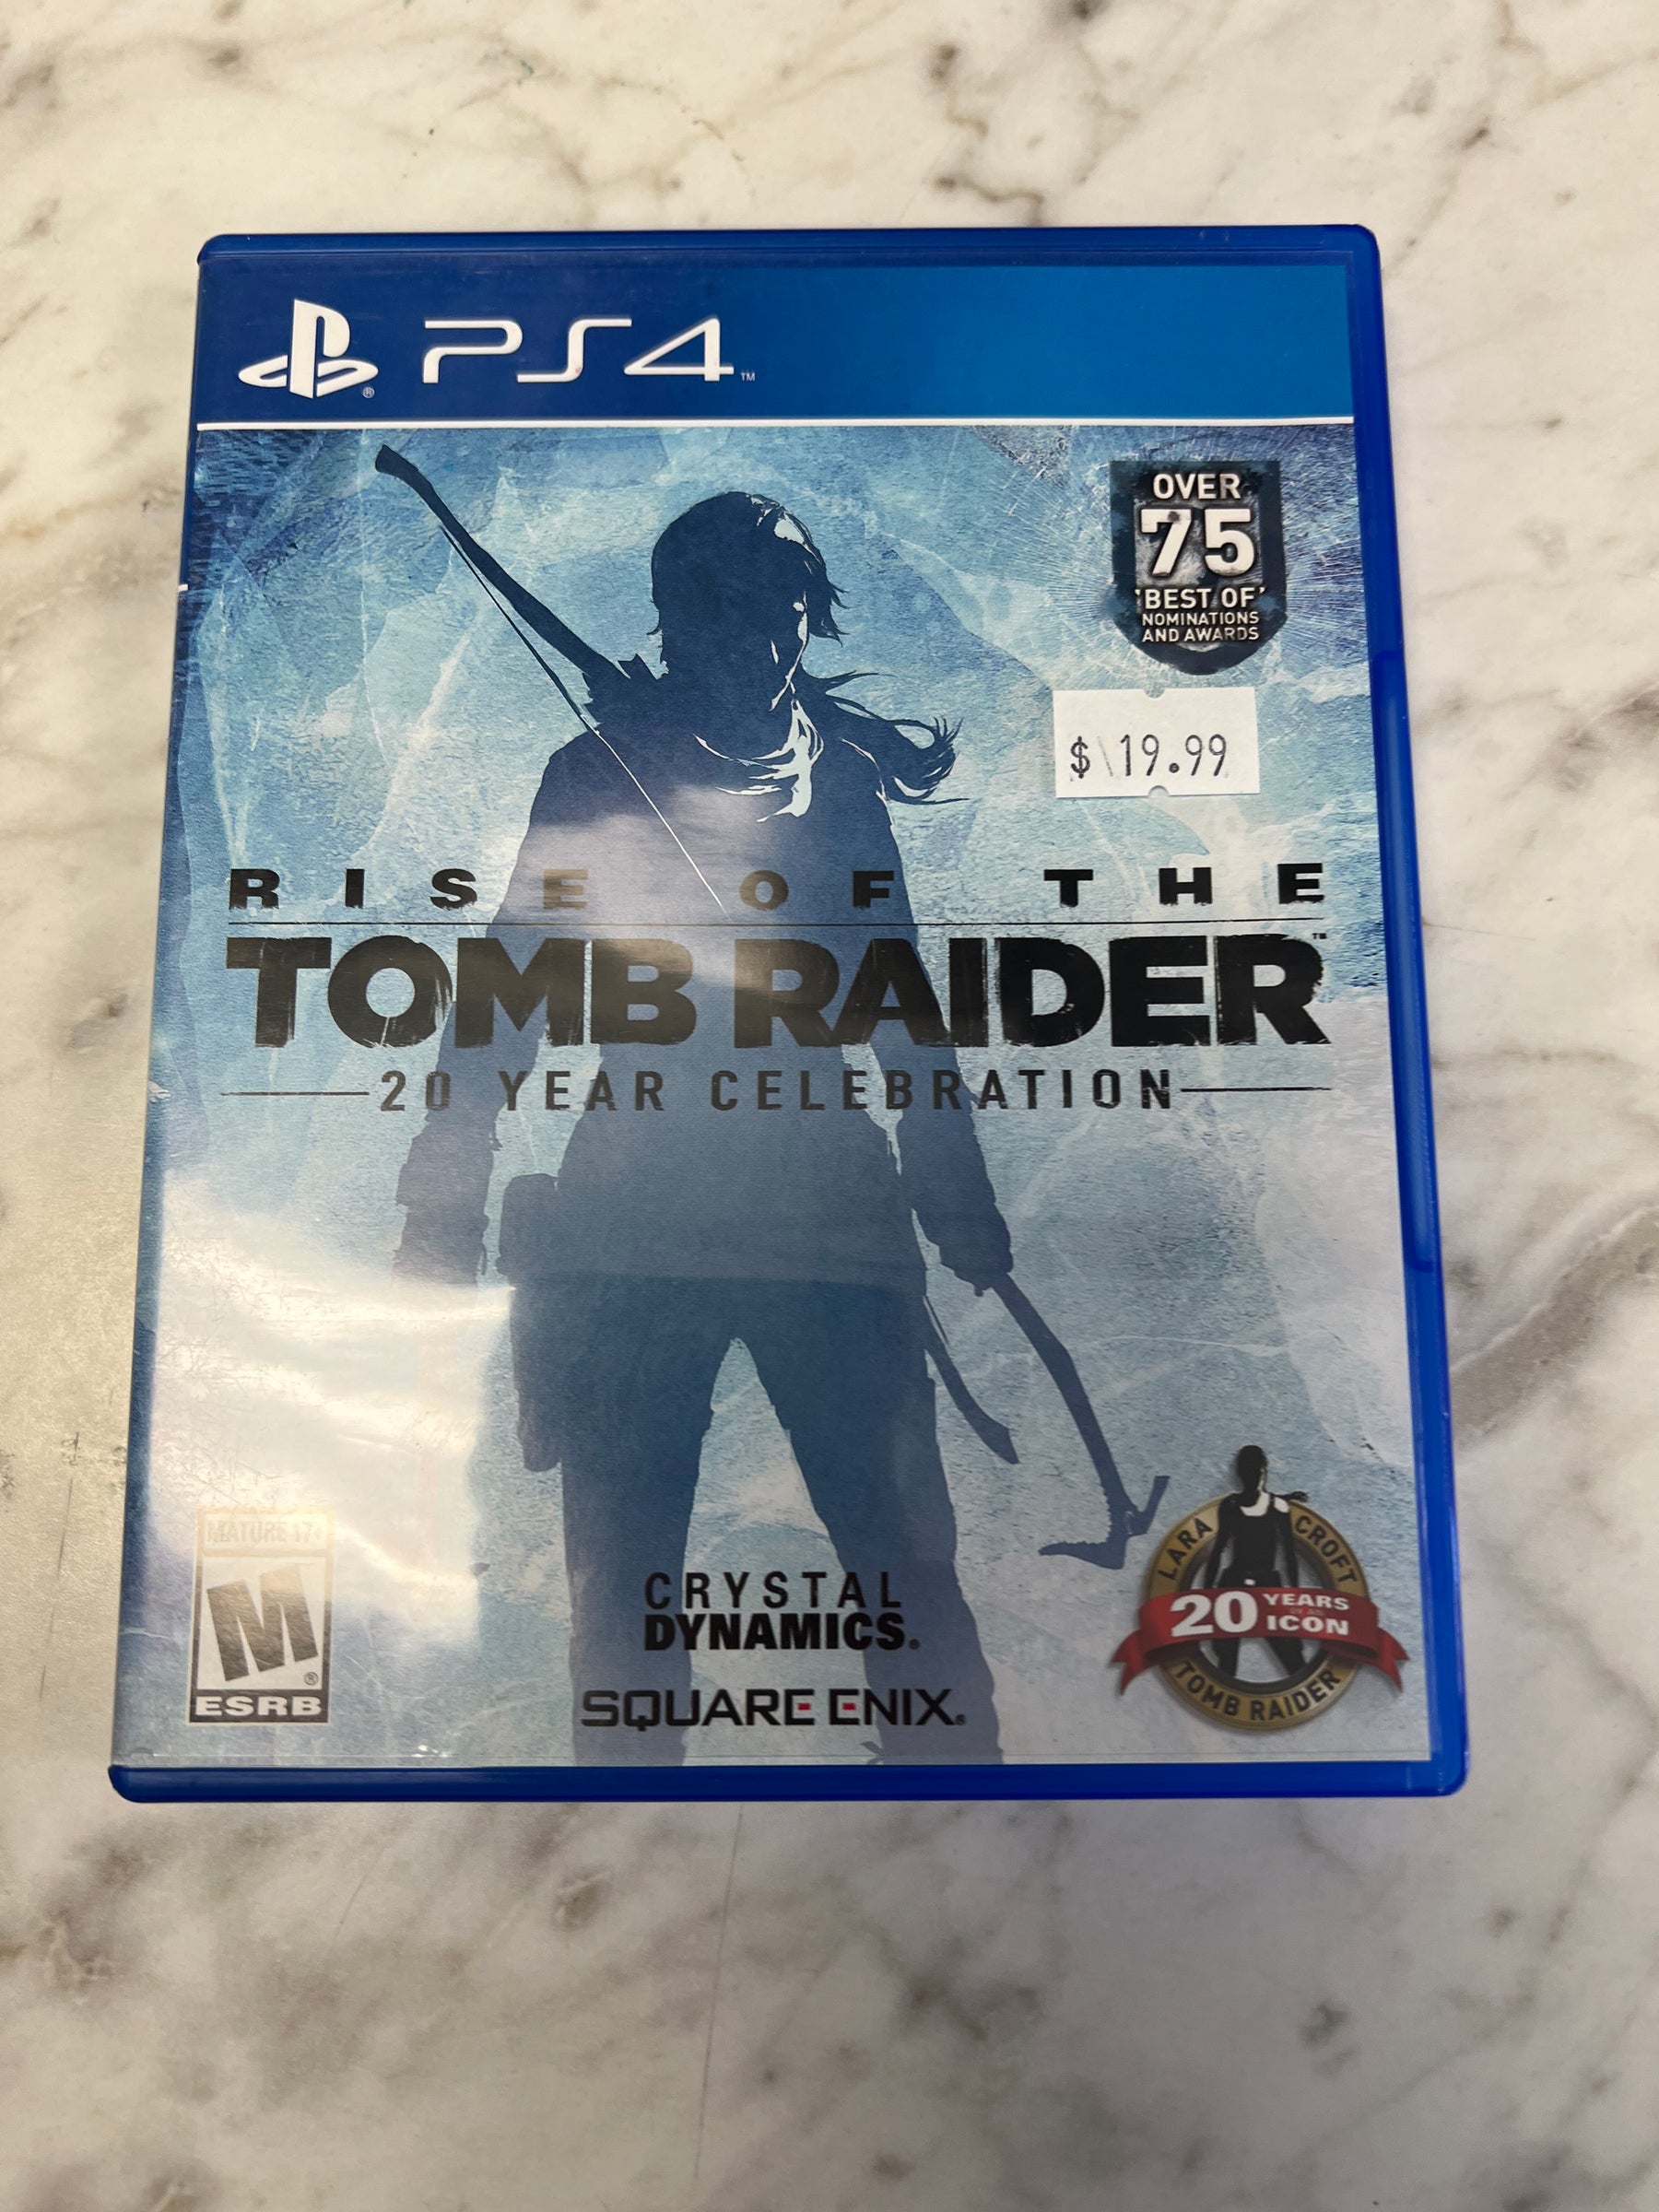 PS4
OVER
75
'BEST OF'
NOMINATIONS
AND AWARDS
$ 19.99
RISE OF THE
TOMB RAIDER™
20 YEAR CELEBRATION
MATURE 17+
M
ESRB
CRYSTAL
DYNAMICS®
SQUARE ENIX®
LARA CROFT
20 YEARS
ICON
TOMB RAIDER